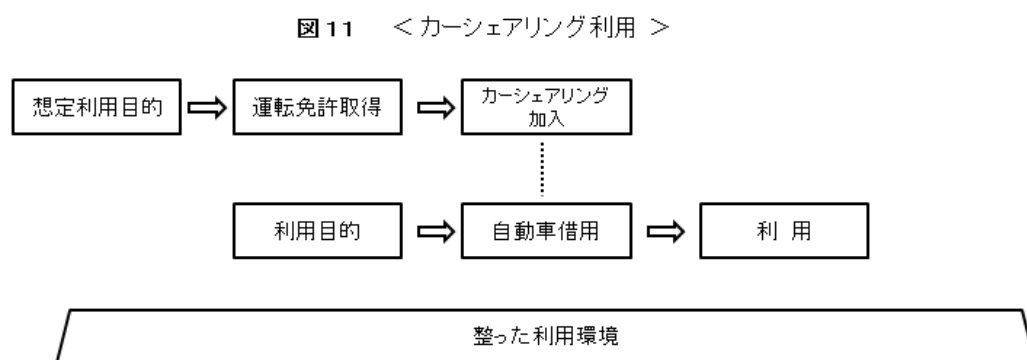 図11 <カーシェアリング利用>
想定利用目的
運転免許取得
カーシェアリング
加入
利用目的
自動車借用
利用
整った利用環境